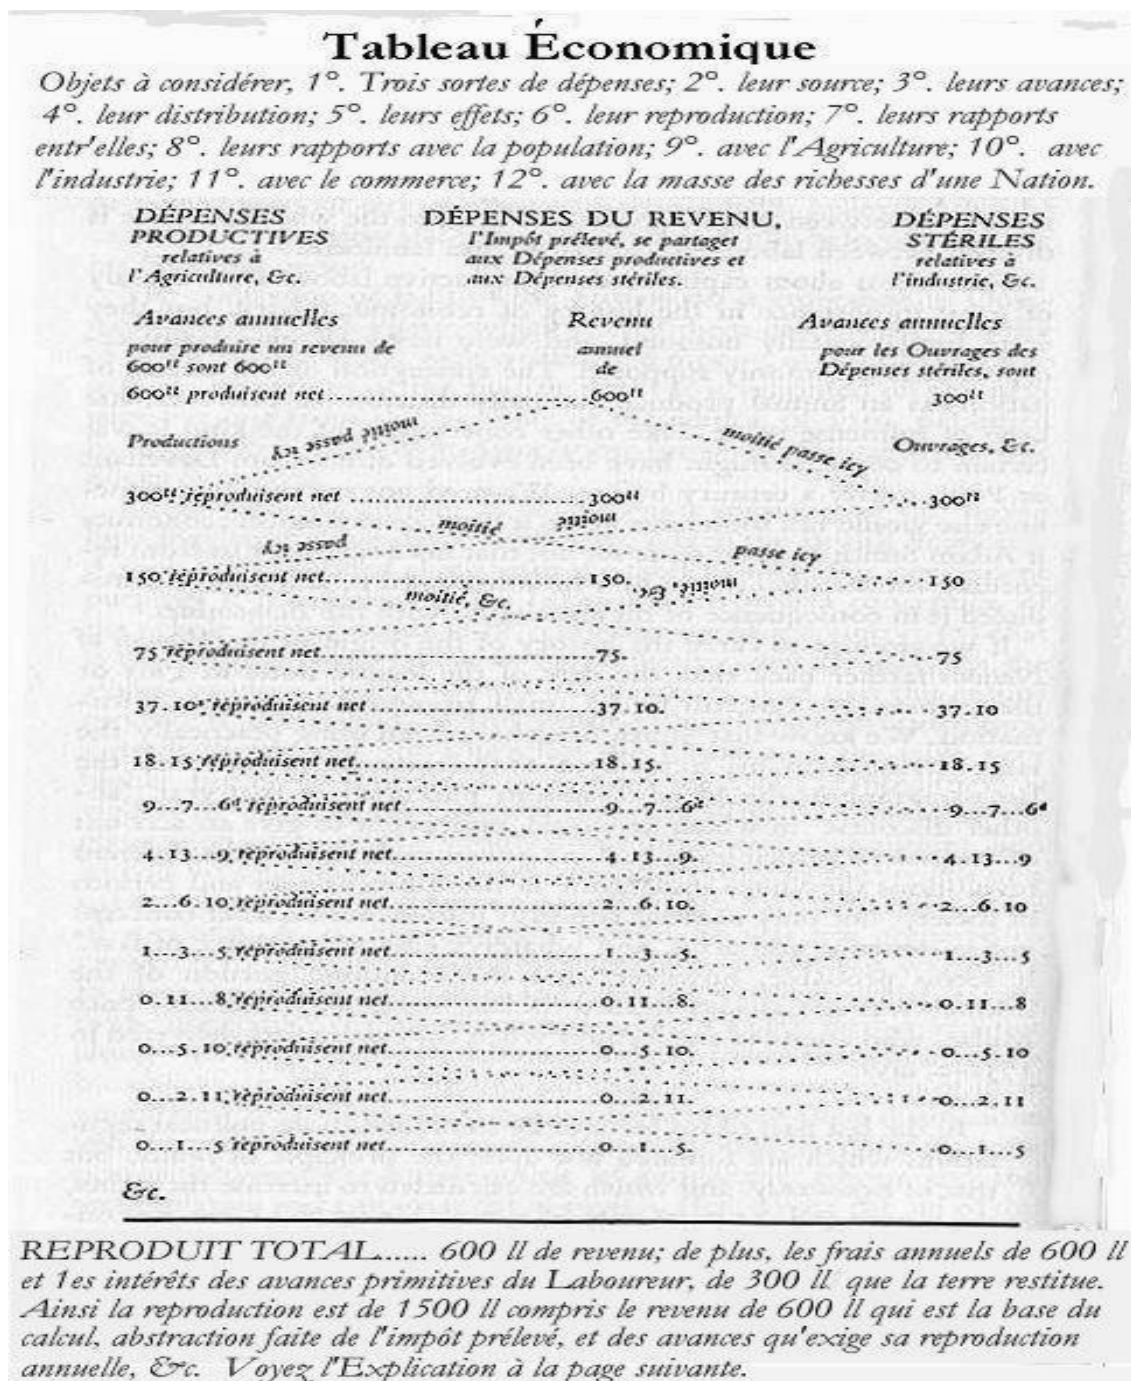 Tableau Économique
Objets à considérer, 1°. Trois sortes de dépenses; 2°. leur source; 3°. leurs avances;
4°. leur distribution; 5°. leurs effets; 6°. leur reproduction; 7°. leurs rapports
entr'elles; 8°. leurs rapports avec la population; 9°. avec l'Agriculture; 10°. avec
l'industrie; 11°. avec le commerce; 12°. avec la masse des richesses d'une Nation.
DÉPENSES
PRODUCTIVES
relatives à
l'Agriculture, &c.
DÉPENSES DU REVENU,
l'Impôt prélevé, se partaget
aux Dépenses productives et
aux Dépenses stériles.
DÉPENSES
STÉRILES
relatives à
l'industrie, &c.
Avances annuelles
pour produire un revenu de
600ˡˡ sont 600ˡˡ
Revenu
annuel
de
Avances annuelles
pour les Ouvrages des
Dépenses stériles, sont
600ˡˡ produisent net..............................600ˡˡ 300ˡˡ
Productions moitié passe icy moitié passe icy Ouvrages, &c.
300ˡˡ reproduisent net ..............................300ˡˡ 300ˡˡ
moitié moitié
passe icy passe icy
150 reproduisent net..............................150. 150
moitié, &c. moitié, &c.
75 reproduisent net..............................75. 75
37.10ˢ reproduisent net..............................37.10. 37.10
18.15 reproduisent net..............................18.15. 18.15
9...7...6ᵈ reproduisent net..............................9...7...6ᵈ 9...7...6ᵈ
4.13...9 reproduisent net..............................4.13...9. 4.13...9
2...6.10 reproduisent net..............................2...6.10. 2...6.10
1...3...5 reproduisent net..............................1...3...5. 1...3...5
0.11...8 reproduisent net..............................0.11...8. 0.11...8
0...5.10 reproduisent net..............................0...5.10. 0...5.10
0...2.11 reproduisent net..............................0...2.11. 0...2.11
0...1...5 reproduisent net..............................0...1...5. 0...1...5
&c.
REPRODUIT TOTAL...... 600 ll de revenu; de plus, les frais annuels de 600 ll
et 1es intérêts des avances primitives du Laboureur, de 300 ll que la terre restitue.
Ainsi la reproduction est de 1500 ll compris le revenu de 600 ll qui est la base du
calcul, abstraction faite de l'impôt prélevé, et des avances qu'exige sa reproduction
annuelle, &c. Voyez l'Explication à la page suivante.